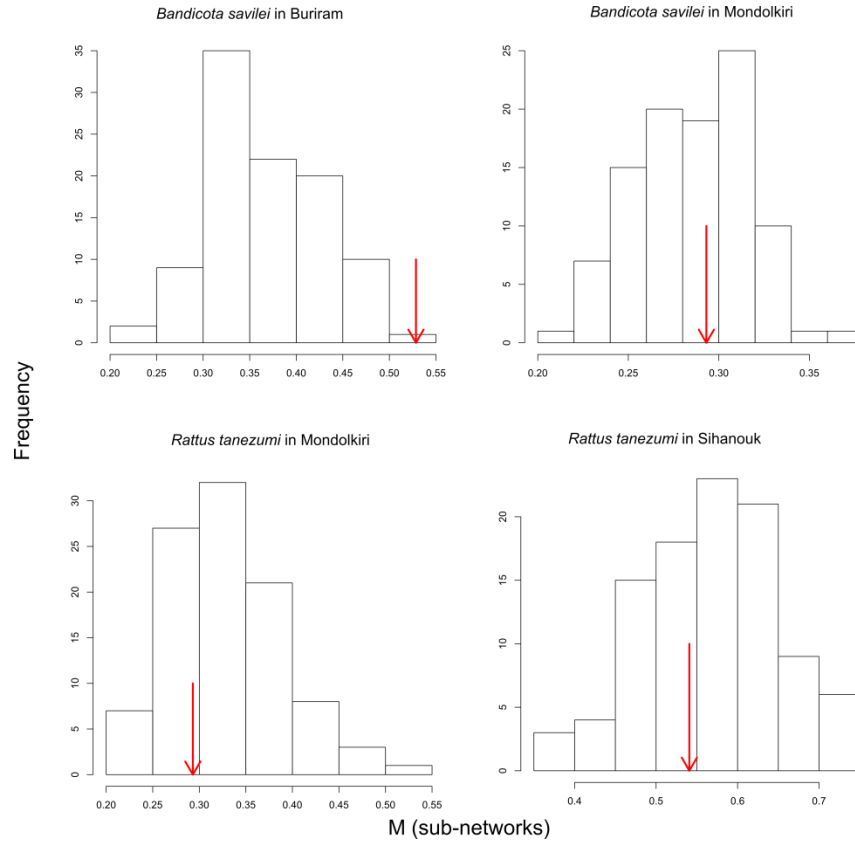 Bandicota savilei in Buriram
Bandicota savilei in Mondolkiri
35
30
25
20
15
10
5
0
0.20 0.25 0.30 0.35 0.40 0.45 0.50 0.55
25
20
15
10
5
0
0.20 0.25 0.30 0.35
Frequency
Rattus tanezumi in Mondolkiri
Rattus tanezumi in Sihanouk
30
25
20
15
10
5
0
0.20 0.25 0.30 0.35 0.40 0.45 0.50 0.55
20
15
10
5
0
0.4 0.5 0.6 0.7
M (sub-networks)